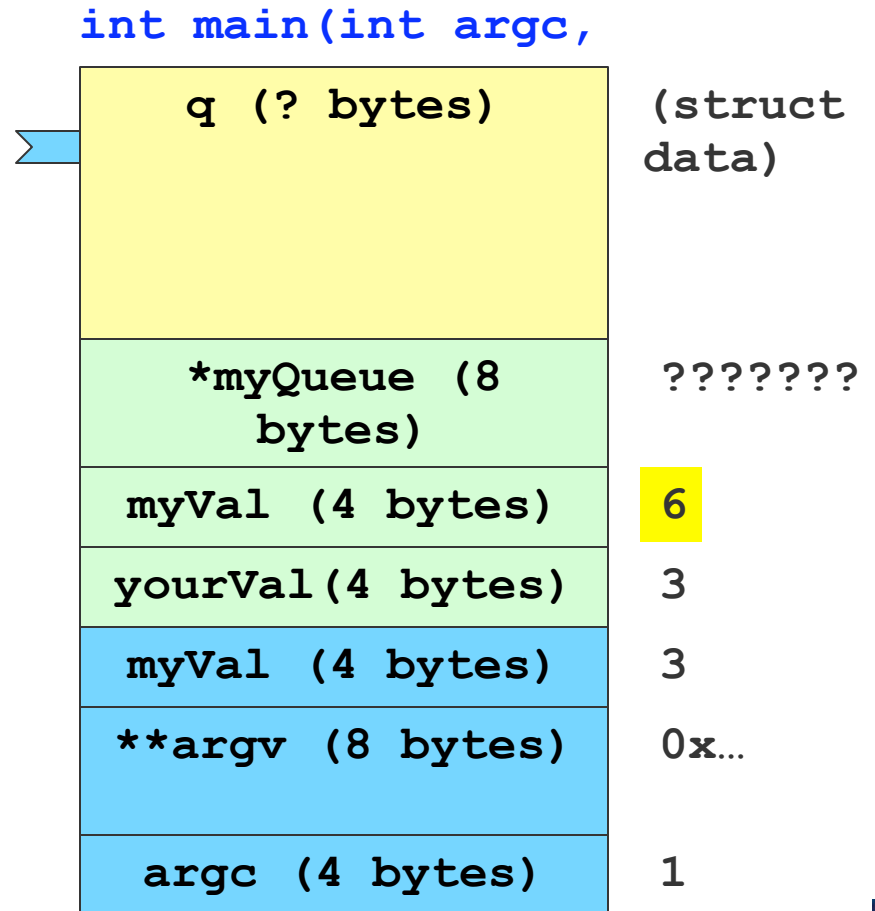 int main(int argc,
q (? bytes)
(struct
data)
*myQueue (8
bytes)
???????
myVal (4 bytes)
6
yourVal(4 bytes)
3
myVal (4 bytes)
3
**argv (8 bytes)
0x…
argc (4 bytes)
1